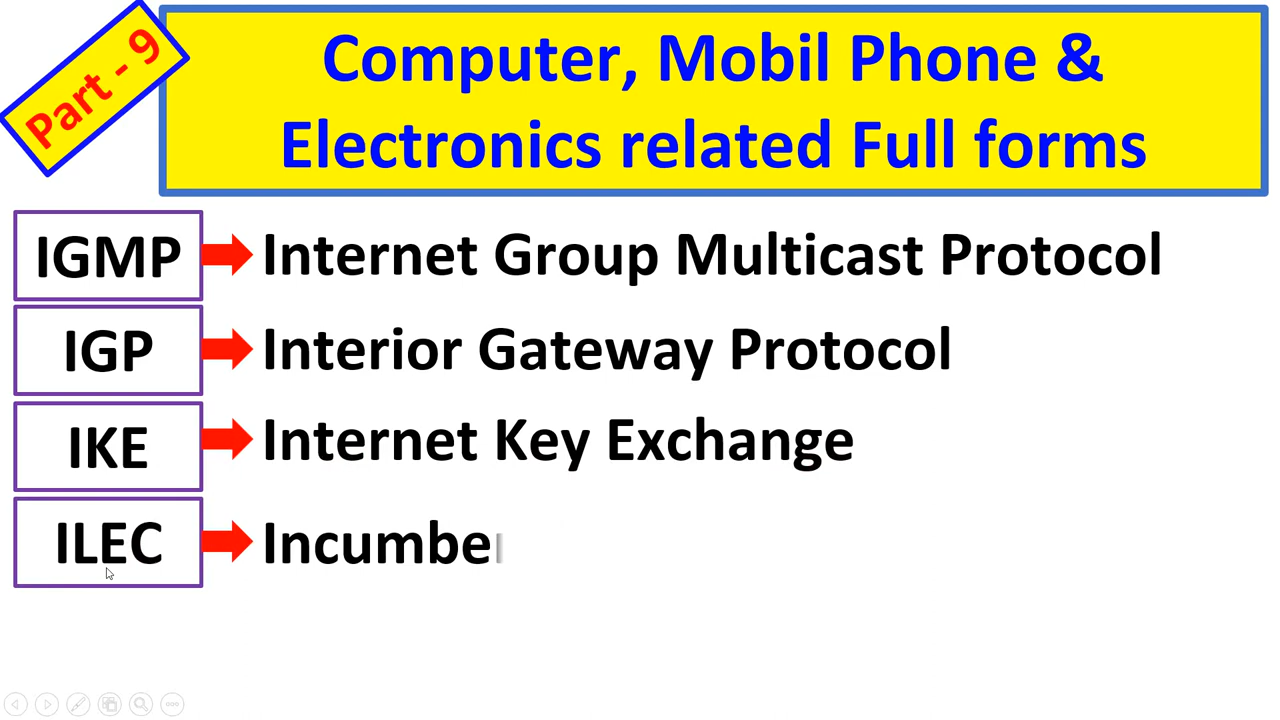 Part - 9
Computer, Mobil Phone &
Electronics related Full forms
IGMP Internet Group Multicast Protocol
IGP Interior Gateway Protocol
IKE Internet Key Exchange
ILEC Incumbe